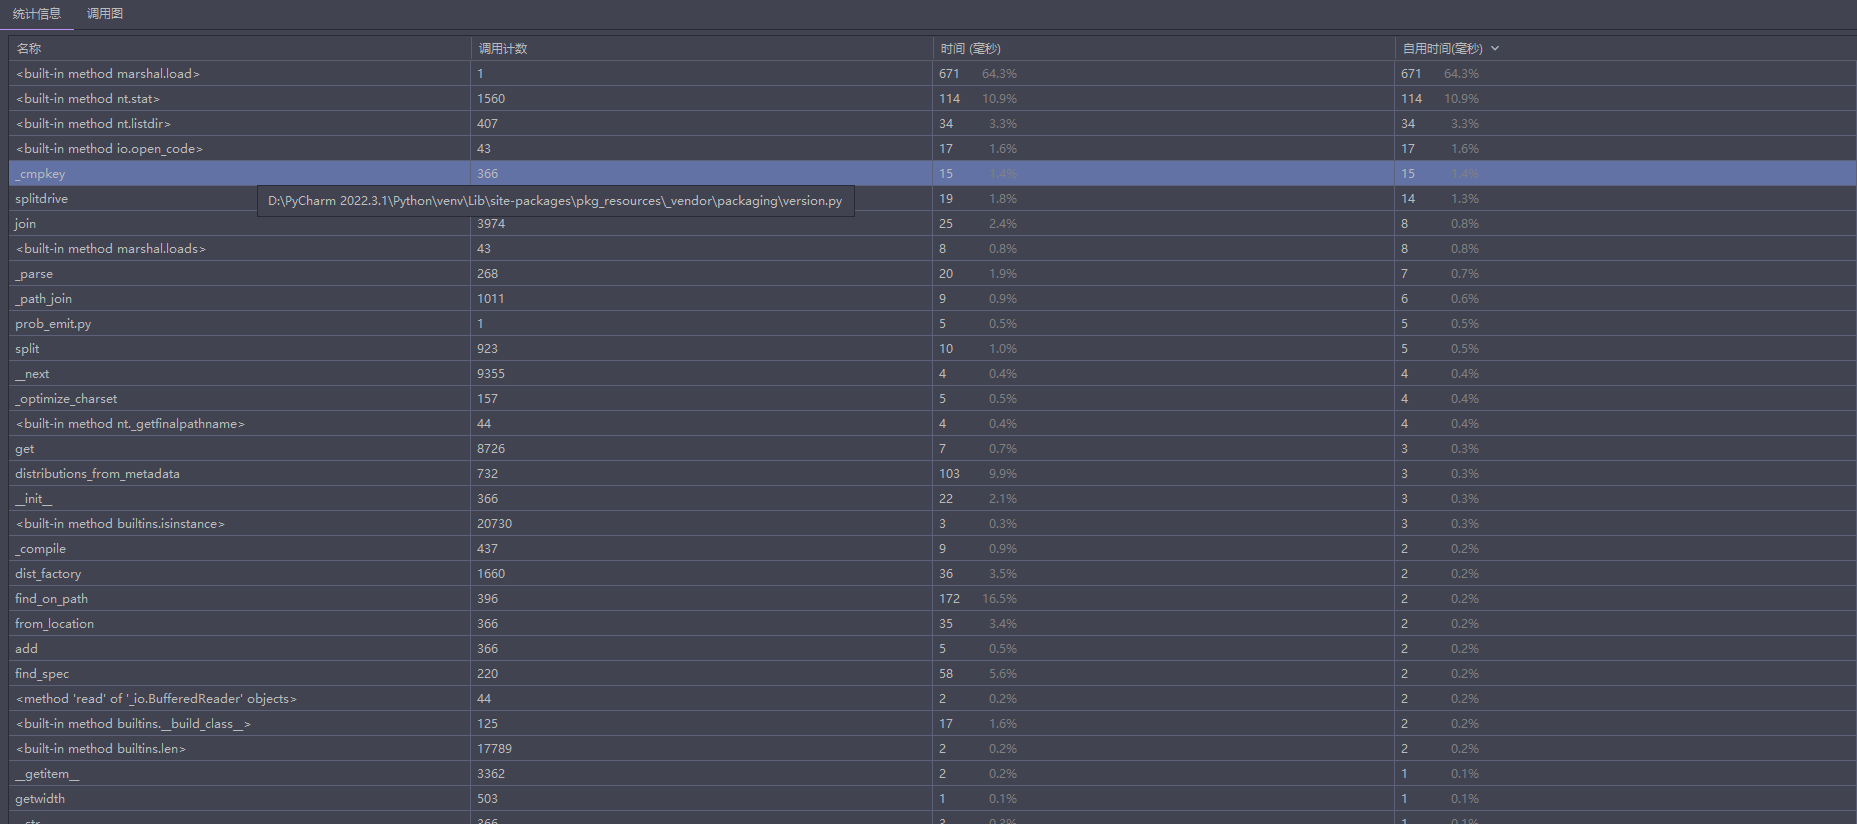 统计信息 调用图
名称 调用计数 时间 (毫秒) 自用时间(毫秒)
<built-in method marshal.load> 1 671 64.3% 671 64.3%
<built-in method nt.stat> 1560 114 10.9% 114 10.9%
<built-in method nt.listdir> 407 34 3.3% 34 3.3%
<built-in method io.open_code> 43 17 1.6% 17 1.6%
_cmpkey 366 15 1.4% 15 1.4%
splitdrive 19 1.8% 14 1.3%
D:\PyCharm 2022.3.1\Python\venv\Lib\site-packages\pkg_resources\_vendor\packaging\version.py
join 3974 25 2.4% 8 0.8%
<built-in method marshal.loads> 43 8 0.8% 8 0.8%
_parse 268 20 1.9% 7 0.7%
_path_join 1011 9 0.9% 6 0.6%
prob_emit.py 1 5 0.5% 5 0.5%
split 923 10 1.0% 5 0.5%
__next 9355 4 0.4% 4 0.4%
_optimize_charset 157 5 0.5% 4 0.4%
<built-in method nt._getfinalpathname> 44 4 0.4% 4 0.4%
get 8726 7 0.7% 3 0.3%
distributions_from_metadata 732 103 9.9% 3 0.3%
__init__ 366 22 2.1% 3 0.3%
<built-in method builtins.isinstance> 20730 3 0.3% 3 0.3%
_compile 437 9 0.9% 2 0.2%
dist_factory 1660 36 3.5% 2 0.2%
find_on_path 396 172 16.5% 2 0.2%
from_location 366 35 3.4% 2 0.2%
add 366 5 0.5% 2 0.2%
find_spec 220 58 5.6% 2 0.2%
<method 'read' of '_io.BufferedReader' objects> 44 2 0.2% 2 0.2%
<built-in method builtins.__build_class__> 125 17 1.6% 2 0.2%
<built-in method builtins.len> 17789 2 0.2% 2 0.2%
__getitem__ 3362 2 0.2% 1 0.1%
getwidth 503 1 0.1% 1 0.1%
__str__ 366 3 0.3% 1 0.1%